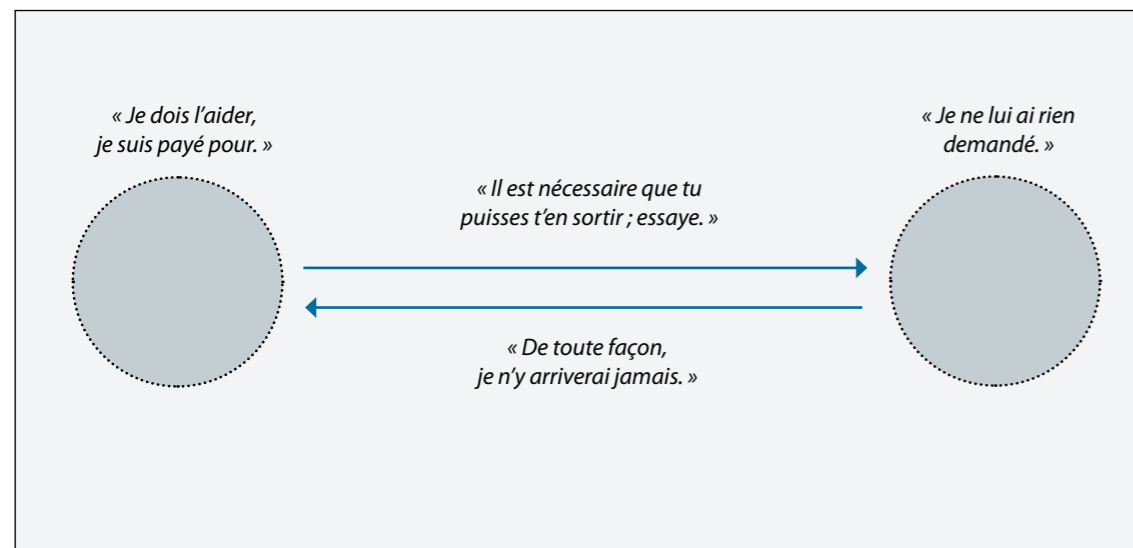 « Je dois l'aider,
je suis payé pour. »
« Je ne lui ai rien
demandé. »
« Il est nécessaire que tu
puisses t'en sortir ; essaye. »
« De toute façon,
je n'y arriverai jamais. »